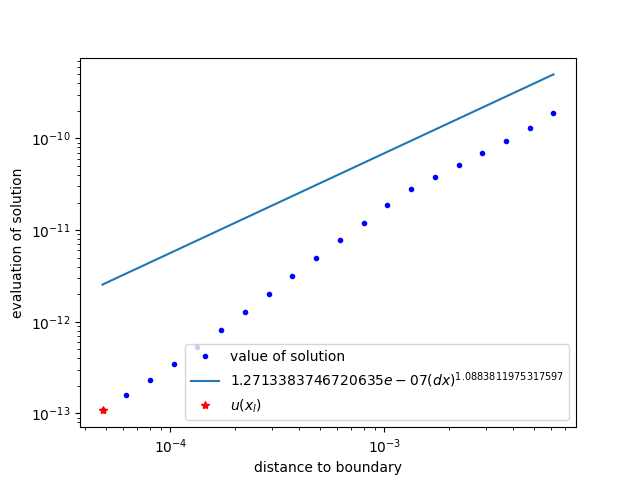 10⁻¹⁰
10⁻¹¹
10⁻¹²
10⁻¹³
evaluation of solution
value of solution
1.2713383746720635e − 07(dx)^1.0883811975317597
u(x_I)
10⁻⁴
10⁻³
distance to boundary